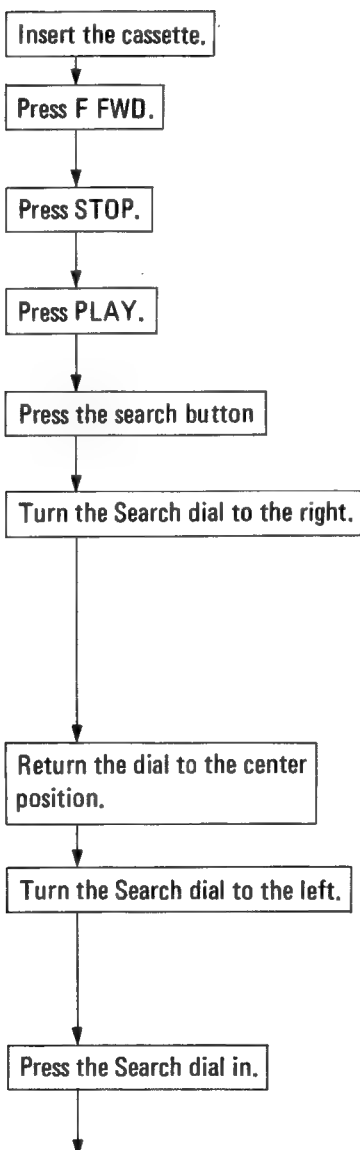 Insert the cassette.
Press F FWD.
Press STOP.
Press PLAY.
Press the search button
Turn the Search dial to the right.
Return the dial to the center
position.
Turn the Search dial to the left.
Press the Search dial in.